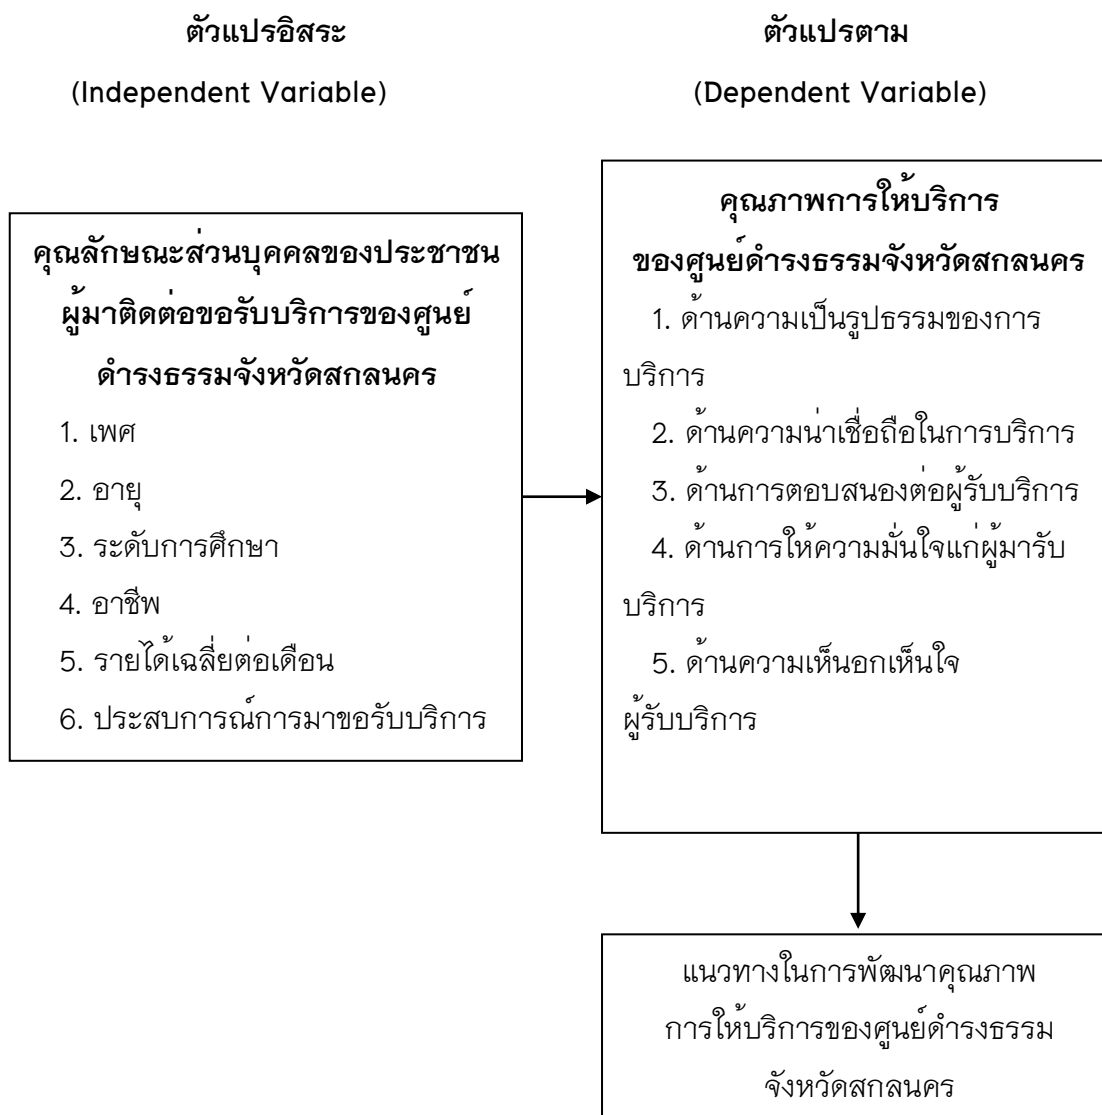 ตัวแปรอิสระ
(Independent Variable)
ตัวแปรตาม
(Dependent Variable)
คุณลักษณะส่วนบุคคลของประชาชน
ผู้มาติดต่อขอรับบริการของศูนย์
ดำรงธรรมจังหวัดสกลนคร
1. เพศ
2. อายุ
3. ระดับการศึกษา
4. อาชีพ
5. รายได้เฉลี่ยต่อเดือน
6. ประสบการณ์การมาขอรับบริการ
คุณภาพการให้บริการ
ของศูนย์ดำรงธรรมจังหวัดสกลนคร
1. ด้านความเป็นรูปธรรมของการ
บริการ
2. ด้านความน่าเชื่อถือในการบริการ
3. ด้านการตอบสนองต่อผู้รับบริการ
4. ด้านการให้ความมั่นใจแก่ผู้มารับ
บริการ
5. ด้านความเห็นอกเห็นใจ
ผู้รับบริการ
แนวทางในการพัฒนาคุณภาพ
การให้บริการของศูนย์ดำรงธรรม
จังหวัดสกลนคร